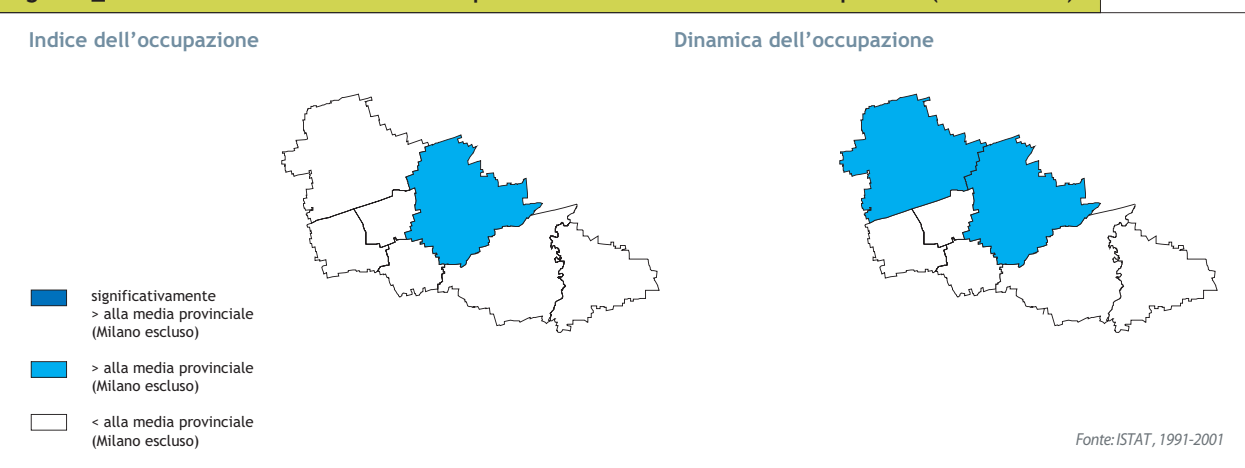 Indice dell'occupazione
Dinamica dell'occupazione
significativamente
> alla media provinciale
(Milano escluso)
> alla media provinciale
(Milano escluso)
< alla media provinciale
(Milano escluso)
Fonte: ISTAT, 1991-2001